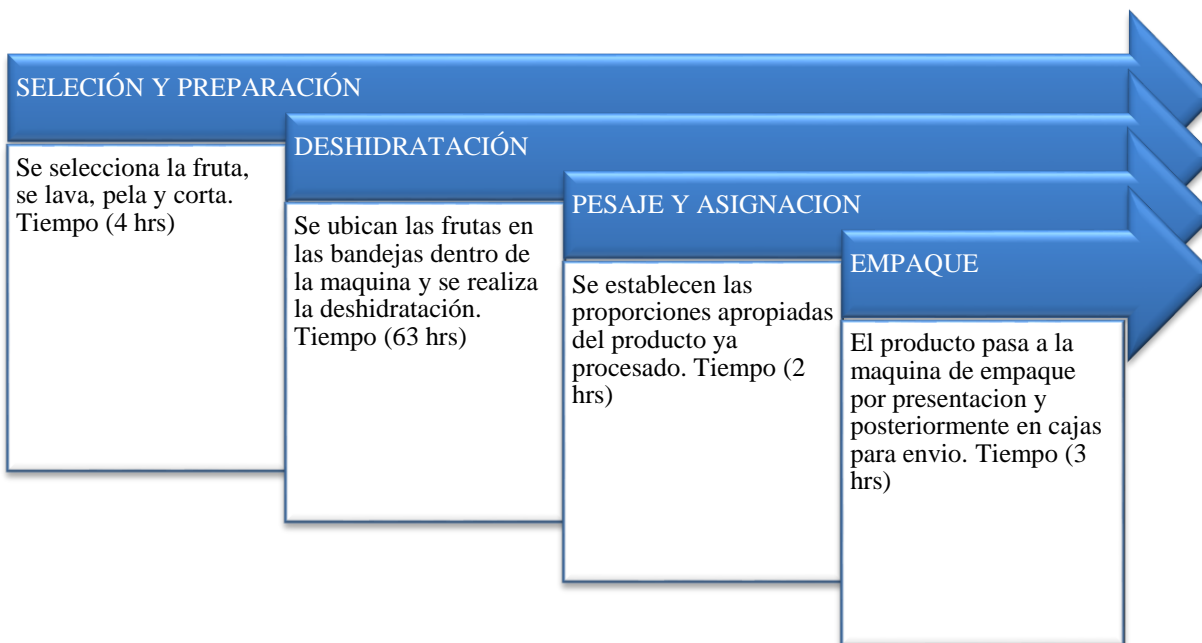 SELECIÓN Y PREPARACIÓN
Se selecciona la fruta,
se lava, pela y corta.
Tiempo (4 hrs)
DESHIDRATACIÓN
Se ubican las frutas en
las bandejas dentro de
la maquina y se realiza
la deshidratación.
Tiempo (63 hrs)
PESAJE Y ASIGNACION
Se establecen las
proporciones apropiadas
del producto ya
procesado. Tiempo (2
hrs)
EMPAQUE
El producto pasa a la
maquina de empaque
por presentacion y
posteriormente en cajas
para envio. Tiempo (3
hrs)